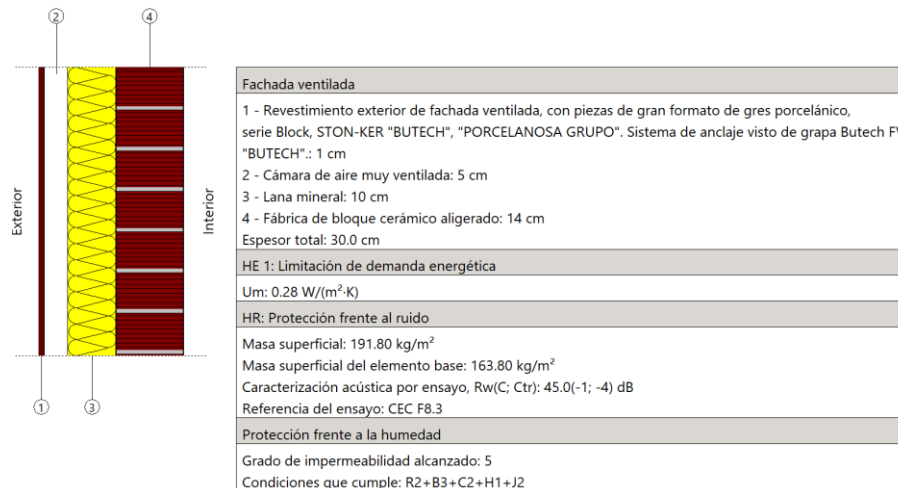 2
4
Exterior
Interior
1
3
Fachada ventilada
1 - Revestimiento exterior de fachada ventilada, con piezas de gran formato de gres porcelánico,
serie Block, STON-KER "BUTECH", "PORCELANOSA GRUPO". Sistema de anclaje visto de grapa Butech
"BUTECH".: 1 cm
2 - Cámara de aire muy ventilada: 5 cm
3 - Lana mineral: 10 cm
4 - Fábrica de bloque cerámico aligerado: 14 cm
Espesor total: 30.0 cm
HE 1: Limitación de demanda energética
Um: 0.28 W/(m²·K)
HR: Protección frente al ruido
Masa superficial: 191.80 kg/m²
Masa superficial del elemento base: 163.80 kg/m²
Caracterización acústica por ensayo, Rw(C; Ctr): 45.0(-1; -4) dB
Referencia del ensayo: CEC F8.3
Protección frente a la humedad
Grado de impermeabilidad alcanzado: 5
Condiciones que cumple: R2+B3+C2+H1+J2